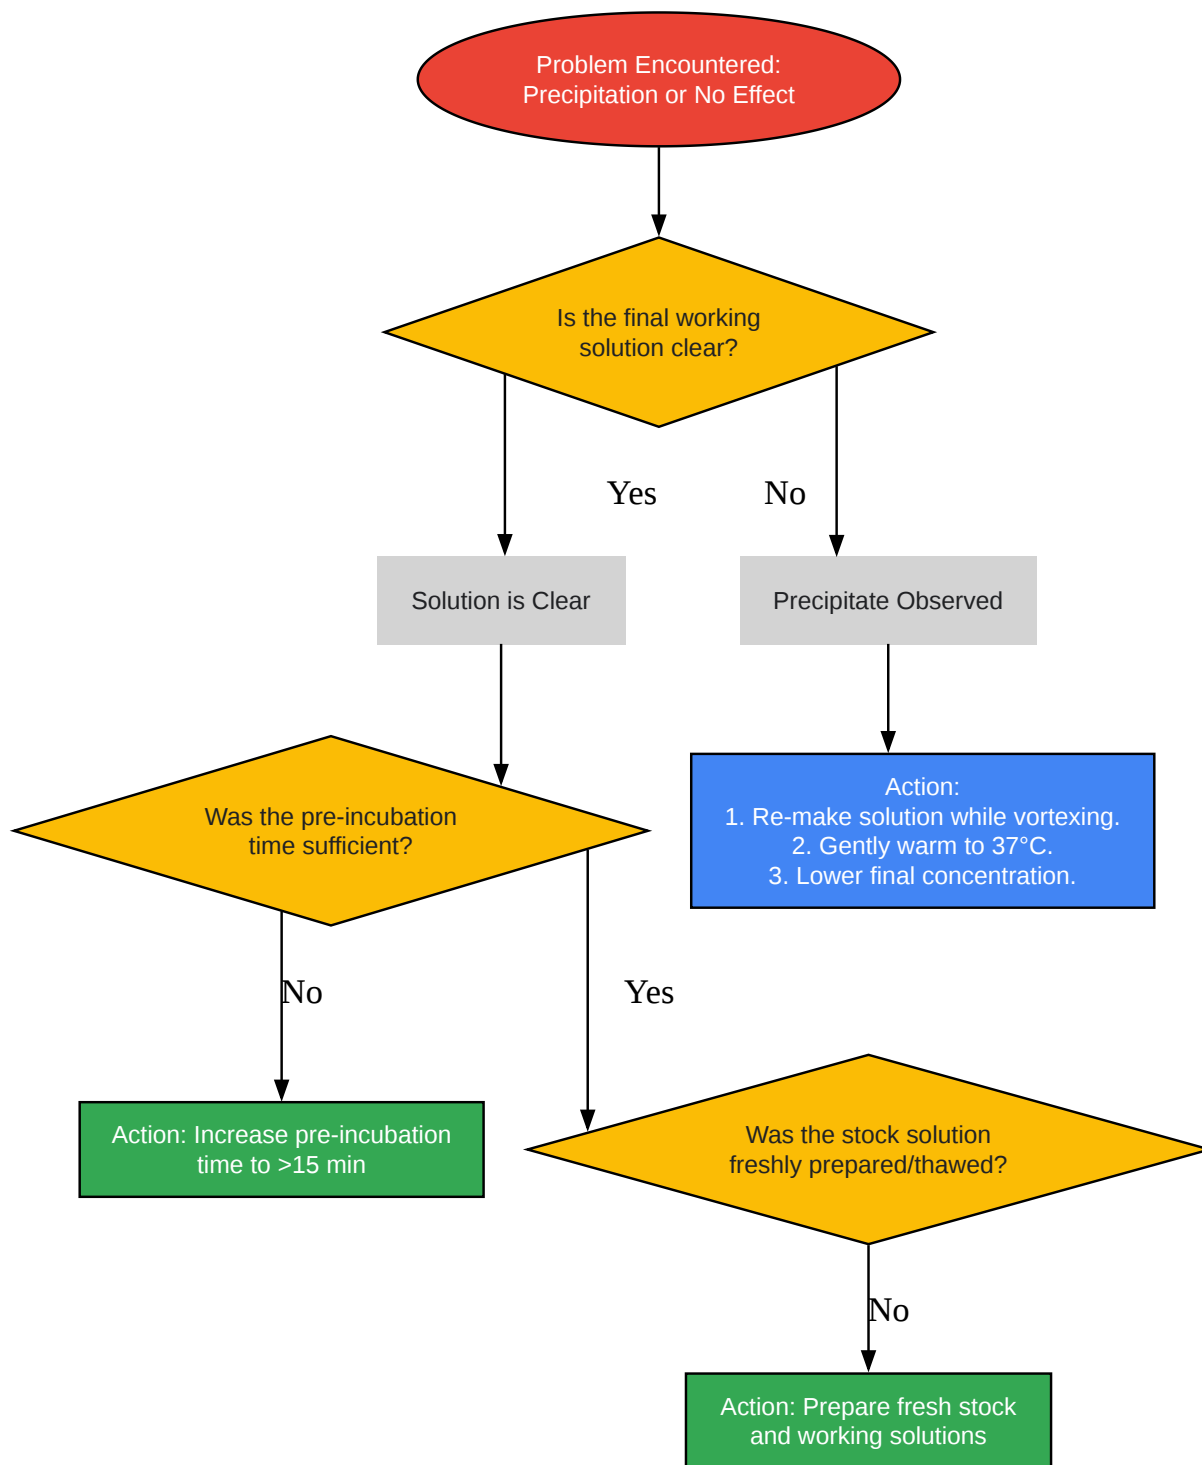 Problem Encountered:
Precipitation or No Effect
Is the final working
solution clear?
Yes
No
Solution is Clear
Precipitate Observed
Was the pre-incubation
time sufficient?
Action:
1. Re-make solution while vortexing.
2. Gently warm to 37°C.
3. Lower final concentration.
No
Yes
Action: Increase pre-incubation
time to >15 min
Was the stock solution
freshly prepared/thawed?
No
Action: Prepare fresh stock
and working solutions